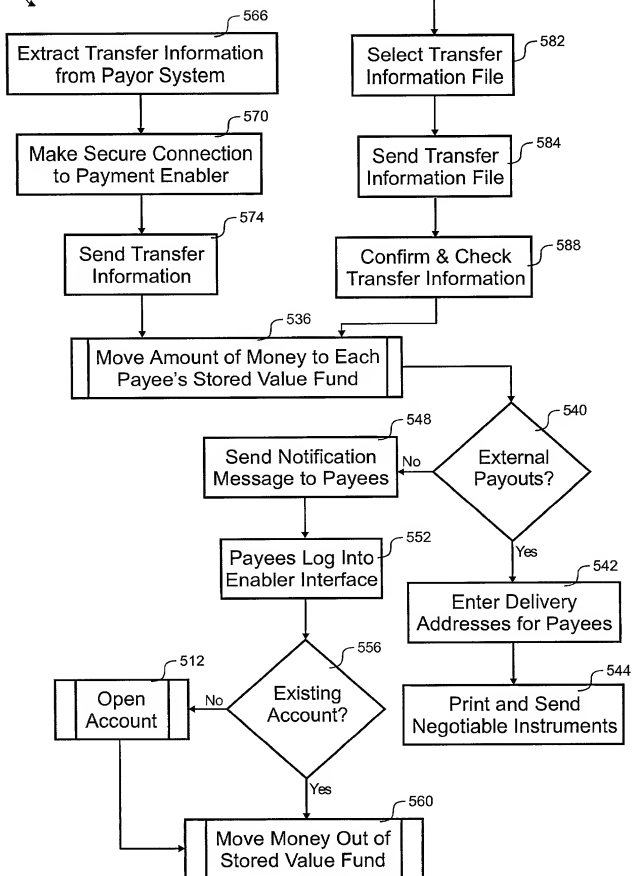 566
Extract Transfer Information
from Payor System
570
Make Secure Connection
to Payment Enabler
574
Send Transfer
Information
582
Select Transfer
Information File
584
Send Transfer
Information File
588
Confirm & Check
Transfer Information
536
Move Amount of Money to Each
Payee's Stored Value Fund
540
External
Payouts?
No
Yes
548
Send Notification
Message to Payees
552
Payees Log Into
Enabler Interface
542
Enter Delivery
Addresses for Payees
544
Print and Send
Negotiable Instruments
556
Existing
Account?
No
Yes
512
Open
Account
560
Move Money Out of
Stored Value Fund